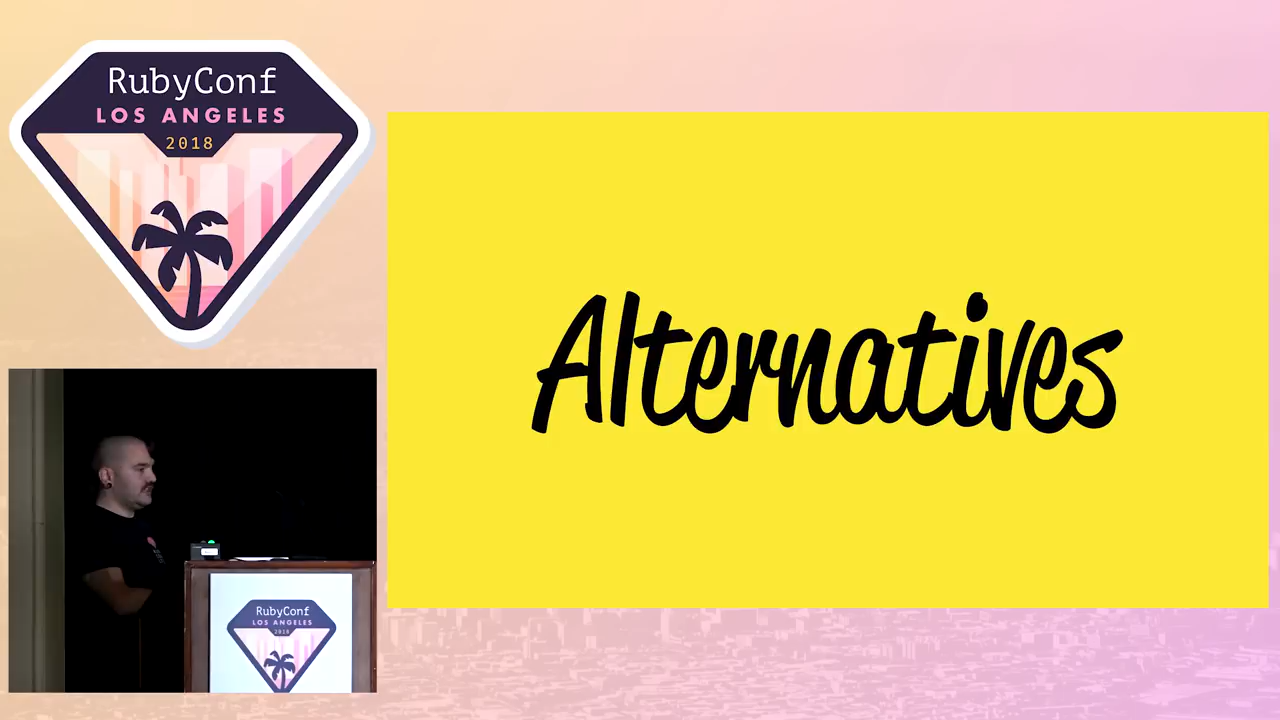 RubyConf
LOS ANGELES
2018
Alternatives
RubyConf
LOS ANGELES
2018